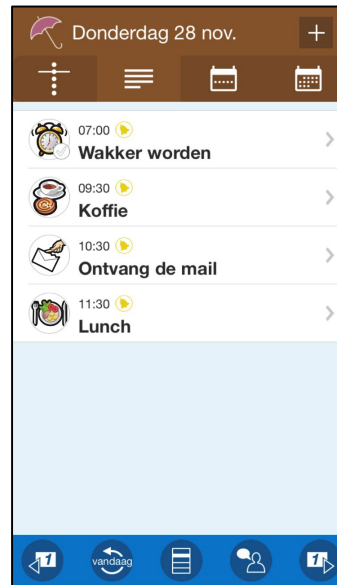 Donderdag 28 nov.
07:00
Wakker worden
09:30
Koffie
10:30
Ontvang de mail
11:30
Lunch
1 vandaag 1